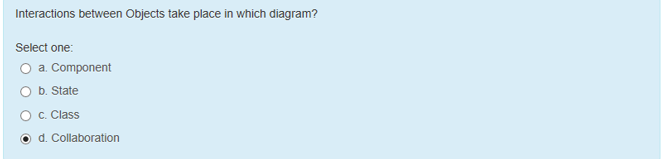 Interactions between Objects take place in which diagram?
Select one:
a. Component
b. State
c. Class
d. Collaboration